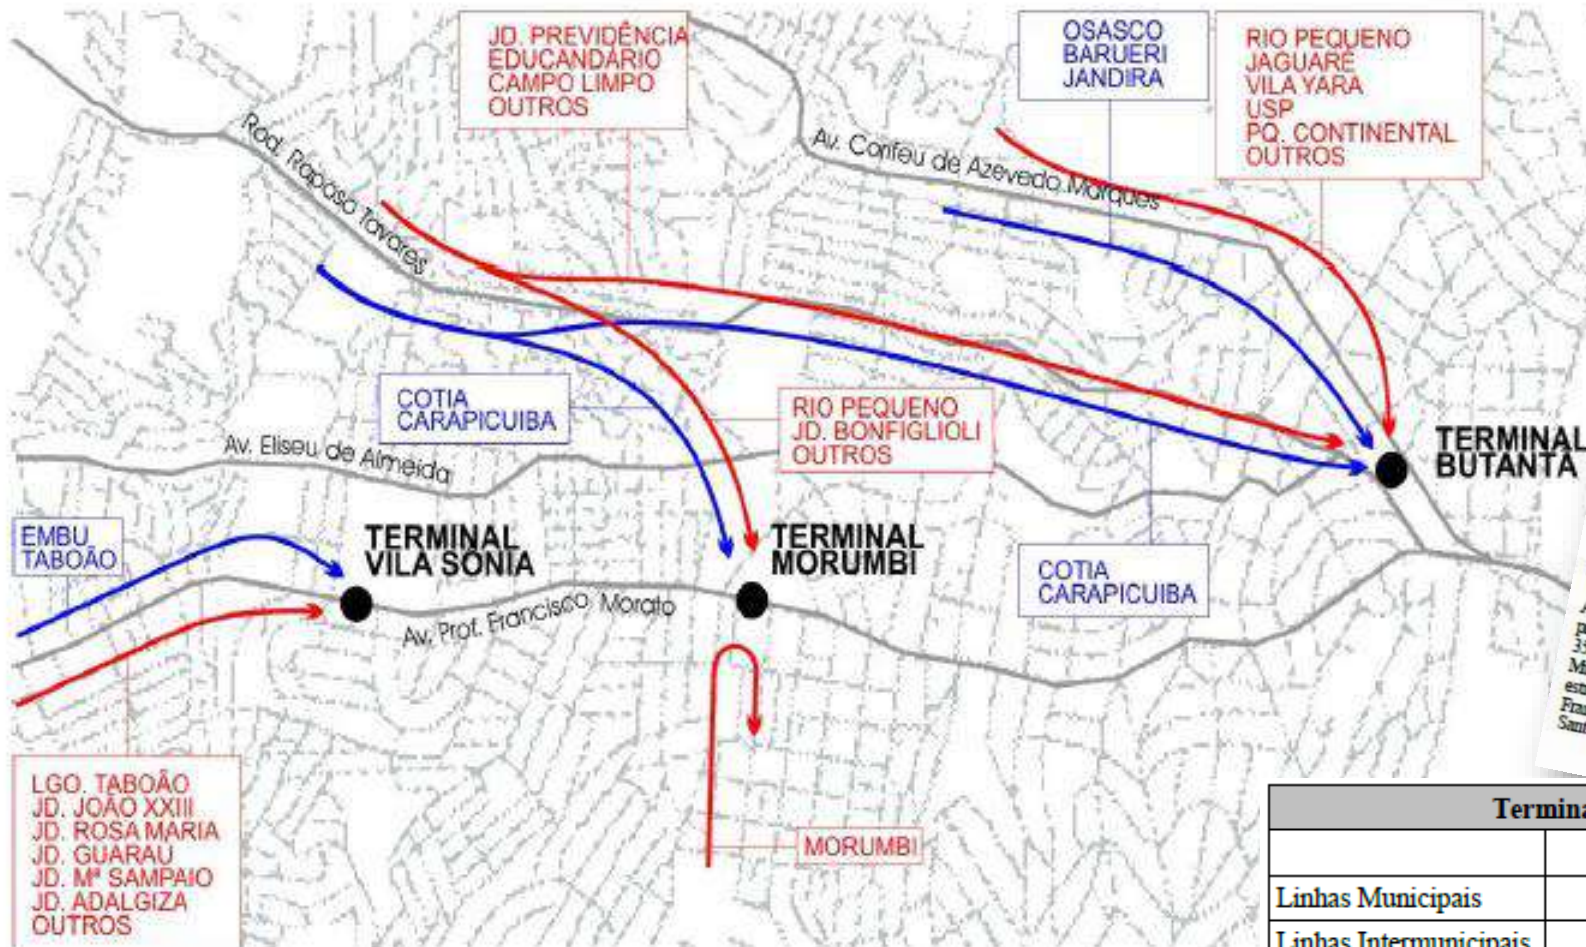 JD. PREVIDÊNCIA
EDUCANDÁRIO
CAMPO LIMPO
OUTROS
OSASCO
BARUERI
JANDIRA
RIO PEQUENO
JAGUARÉ
VILA YARA
USP
PQ. CONTINENTAL
OUTROS
Rod. Raposo Tavares
Av. Corifeu de Azevedo Marques
COTIA
CARAPICUIBA
RIO PEQUENO
JD. BONFIGLIOLI
OUTROS
Av. Eliseu de Almeida
TERMINAL
BUTANTÃ
EMBU
TABOÃO
TERMINAL
VILA SÔNIA
TERMINAL
MORUMBI
COTIA
CARAPICUIBA
Av. Prof. Francisco Morato
LGO. TABOÃO
JD. JOÃO XXIII
JD. ROSA MARIA
JD. GUARAU
JD. Mª SAMPAIO
JD. ADALGIZA
OUTROS
MORUMBI
Termina
Linhas Municipais
Linhas Intermunicipais